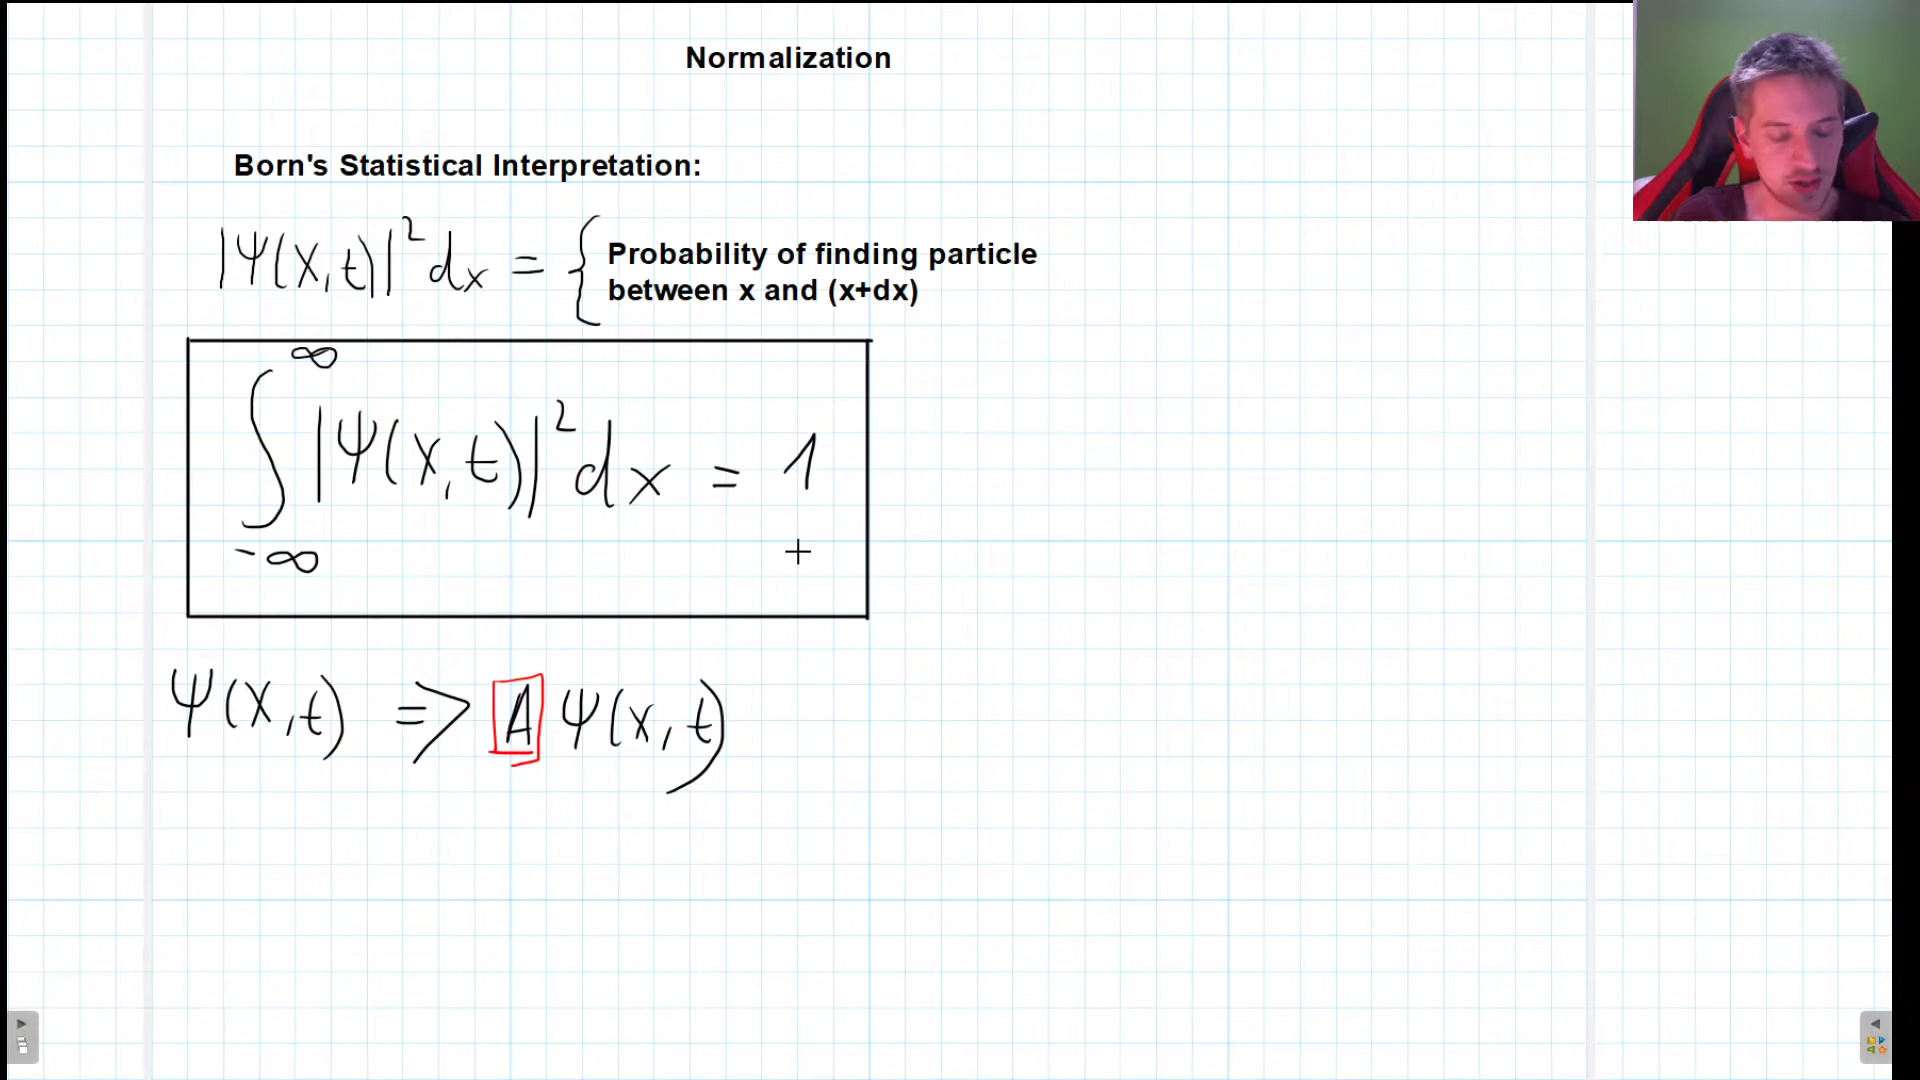 Normalization
Born's Statistical Interpretation:
|Ψ(x,t)|² dx = { Probability of finding particle
between x and (x+dx)
∫_{-∞}^{∞} |Ψ(x,t)|² dx = 1
Ψ(x,t) => A Ψ(x,t)